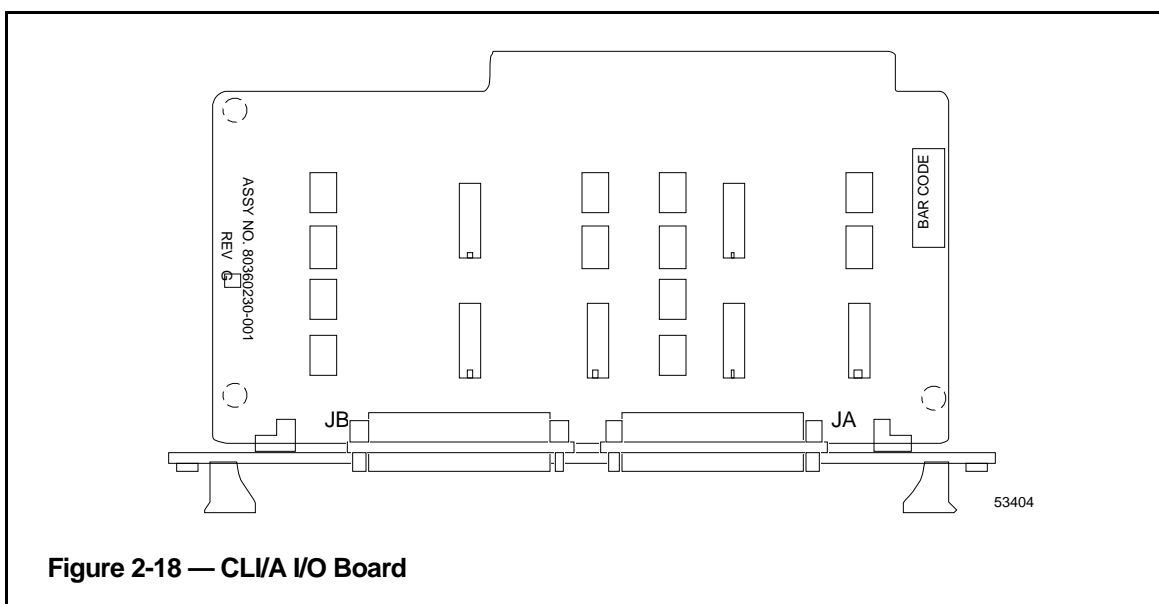 ASSY NO. 80360230-001
REV G
BAR CODE
JB
JA
53404
Figure 2-18 — CLI/A I/O Board